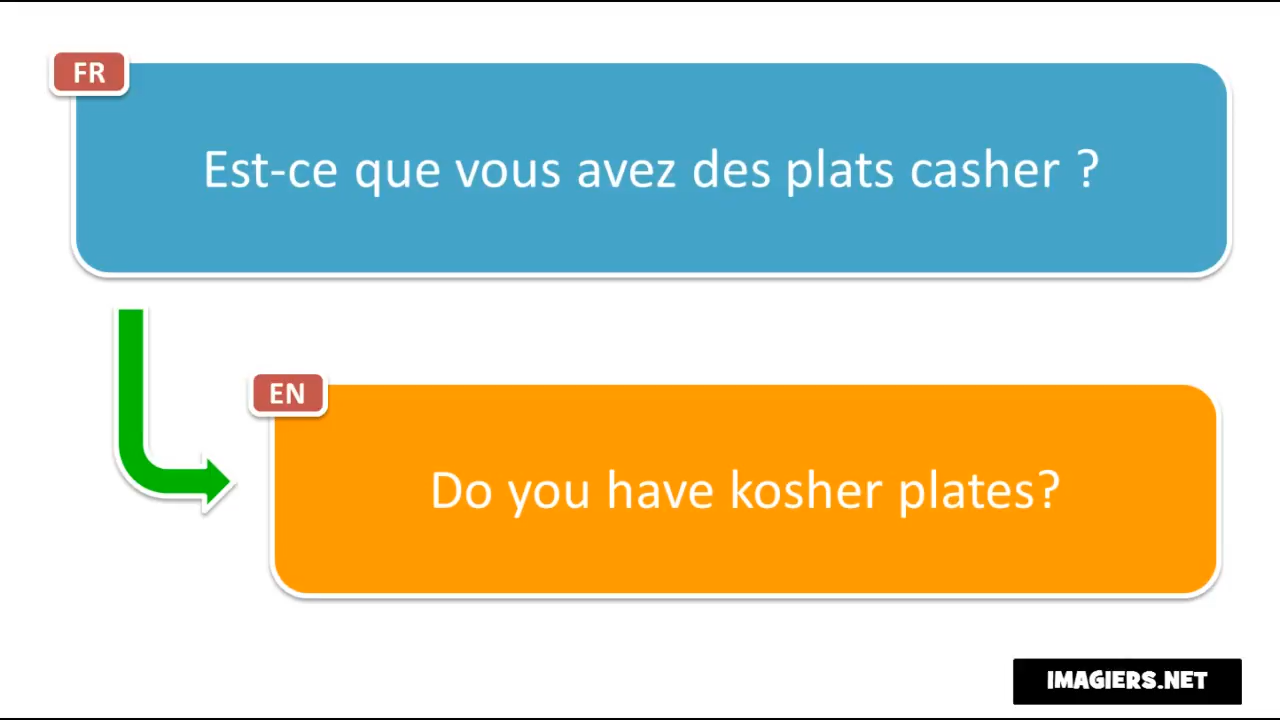 FR
Est-ce que vous avez des plats casher ?
EN
Do you have kosher plates?
IMAGIERS.NET